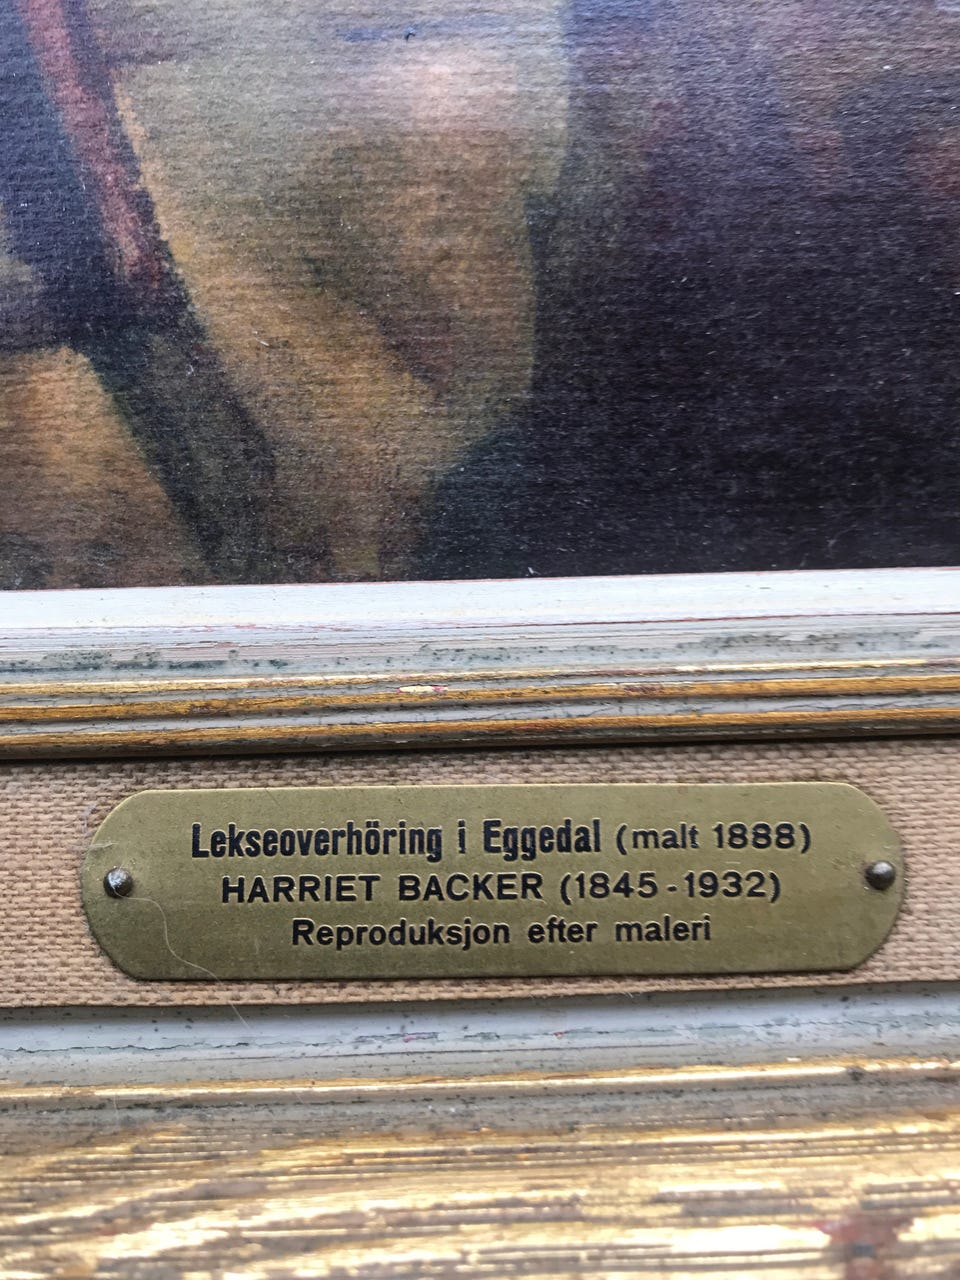 Lekseoverhöring i Eggedal (malt 1888)
HARRIET BACKER (1845-1932)
Reproduksjon efter maleri